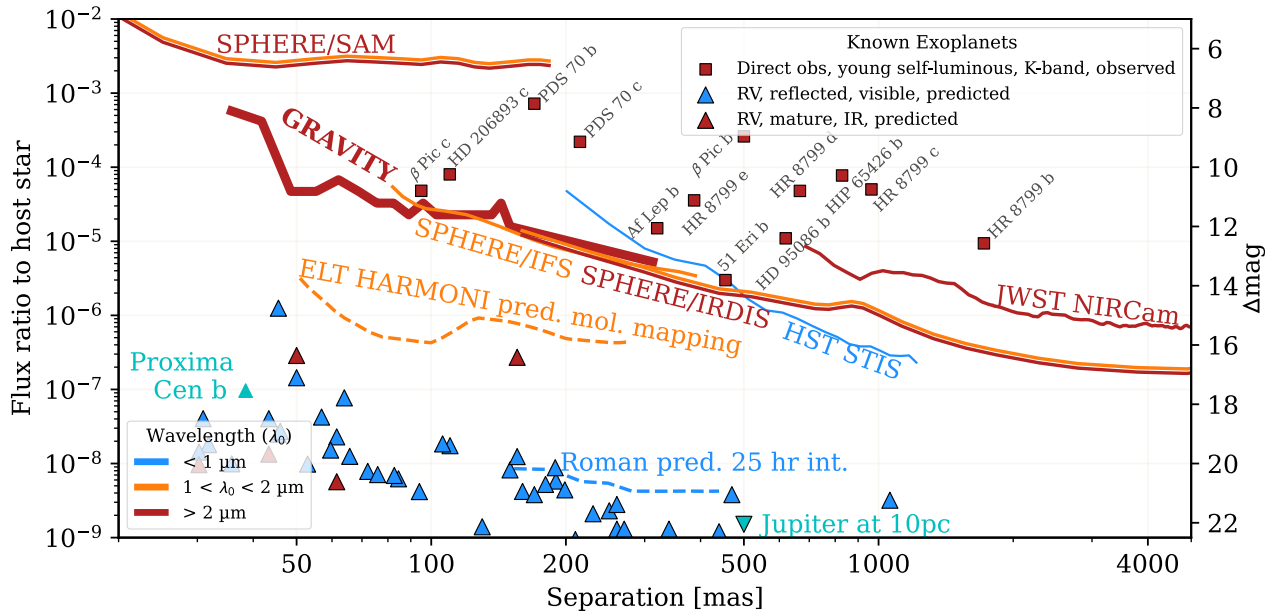 10⁻²
10⁻³
10⁻⁴
10⁻⁵
10⁻⁶
10⁻⁷
10⁻⁸
10⁻⁹
Flux ratio to host star
6
8
10
12
14
16
18
20
22
Δmag
50
100
200
500
1000
4000
Separation [mas]
SPHERE/SAM
GRAVITY
SPHERE/IFS
SPHERE/IRDIS
ELT HARMONI pred. mol. mapping
HST STIS
JWST NIRCam
Roman pred. 25 hr int.
Jupiter at 10pc
Proxima
Cen b
β Pic c
HD 206893 c
PDS 70 b
PDS 70 c
Af Lep b
β Pic b
HR 8799 e
51 Eri b
HD 95086 b
HR 8799 d
HIP 65426 b
HR 8799 c
HR 8799 b
Known Exoplanets
Direct obs, young self-luminous, K-band, observed
RV, reflected, visible, predicted
RV, mature, IR, predicted
Wavelength (λ₀)
< 1 µm
1 < λ₀ < 2 µm
> 2 µm